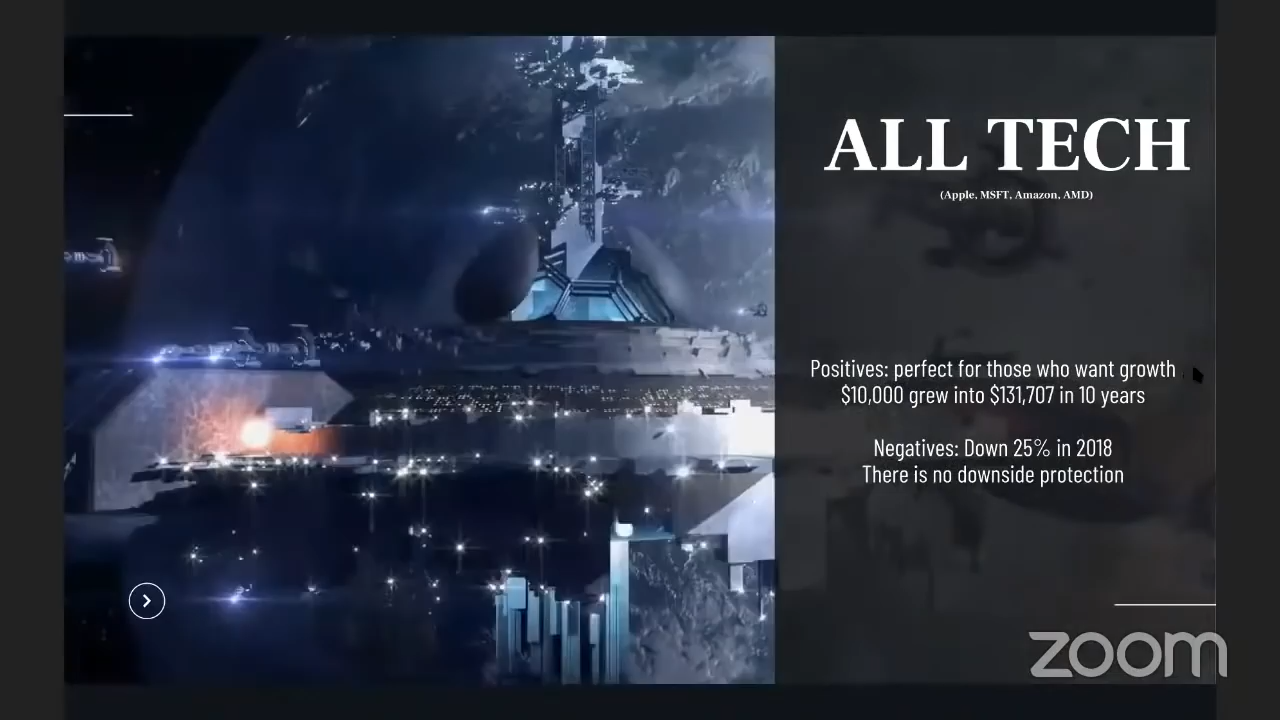 ALL TECH
(Apple, MSFT, Amazon, AMD)
Positives: perfect for those who want growth
$10,000 grew into $131,707 in 10 years
Negatives: Down 25% in 2018
There is no downside protection
zoom